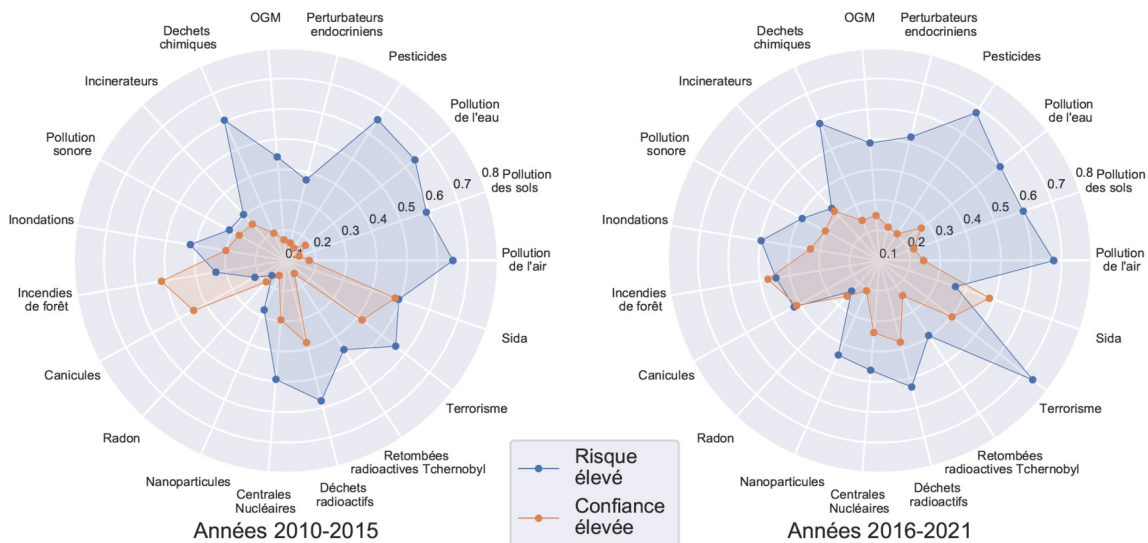 OGM
Perturbateurs
endocriniens
Pesticides
Pollution
de l'eau
Pollution
des sols
Pollution
de l'air
Sida
Terrorisme
Retombées
radioactives Tchernobyl
Déchets
radioactifs
Centrales
Nucléaires
Nanoparticules
Radon
Canicules
Incendies
de forêt
Inondations
Pollution
sonore
Incinerateurs
Dechets
chimiques
0.1
0.2
0.3
0.4
0.5
0.6
0.7
0.8
Années 2010-2015
Risque
élevé
Confiance
élevée
OGM
Perturbateurs
endocriniens
Pesticides
Pollution
de l'eau
Pollution
des sols
Pollution
de l'air
Sida
Terrorisme
Retombées
radioactives Tchernobyl
Déchets
radioactifs
Centrales
Nucléaires
Nanoparticules
Radon
Canicules
Incendies
de forêt
Inondations
Pollution
sonore
Incinerateurs
Dechets
chimiques
0.1
0.2
0.3
0.4
0.5
0.6
0.7
0.8
Années 2016-2021